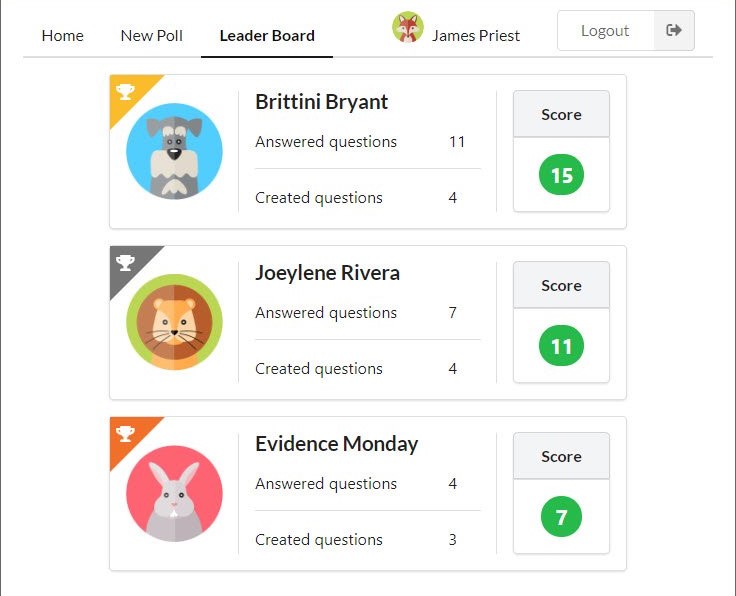 Home New Poll Leader Board James Priest Logout
Brittini Bryant
Answered questions 11
Created questions 4
Score
15
Joeylene Rivera
Answered questions 7
Created questions 4
Score
11
Evidence Monday
Answered questions 4
Created questions 3
Score
7